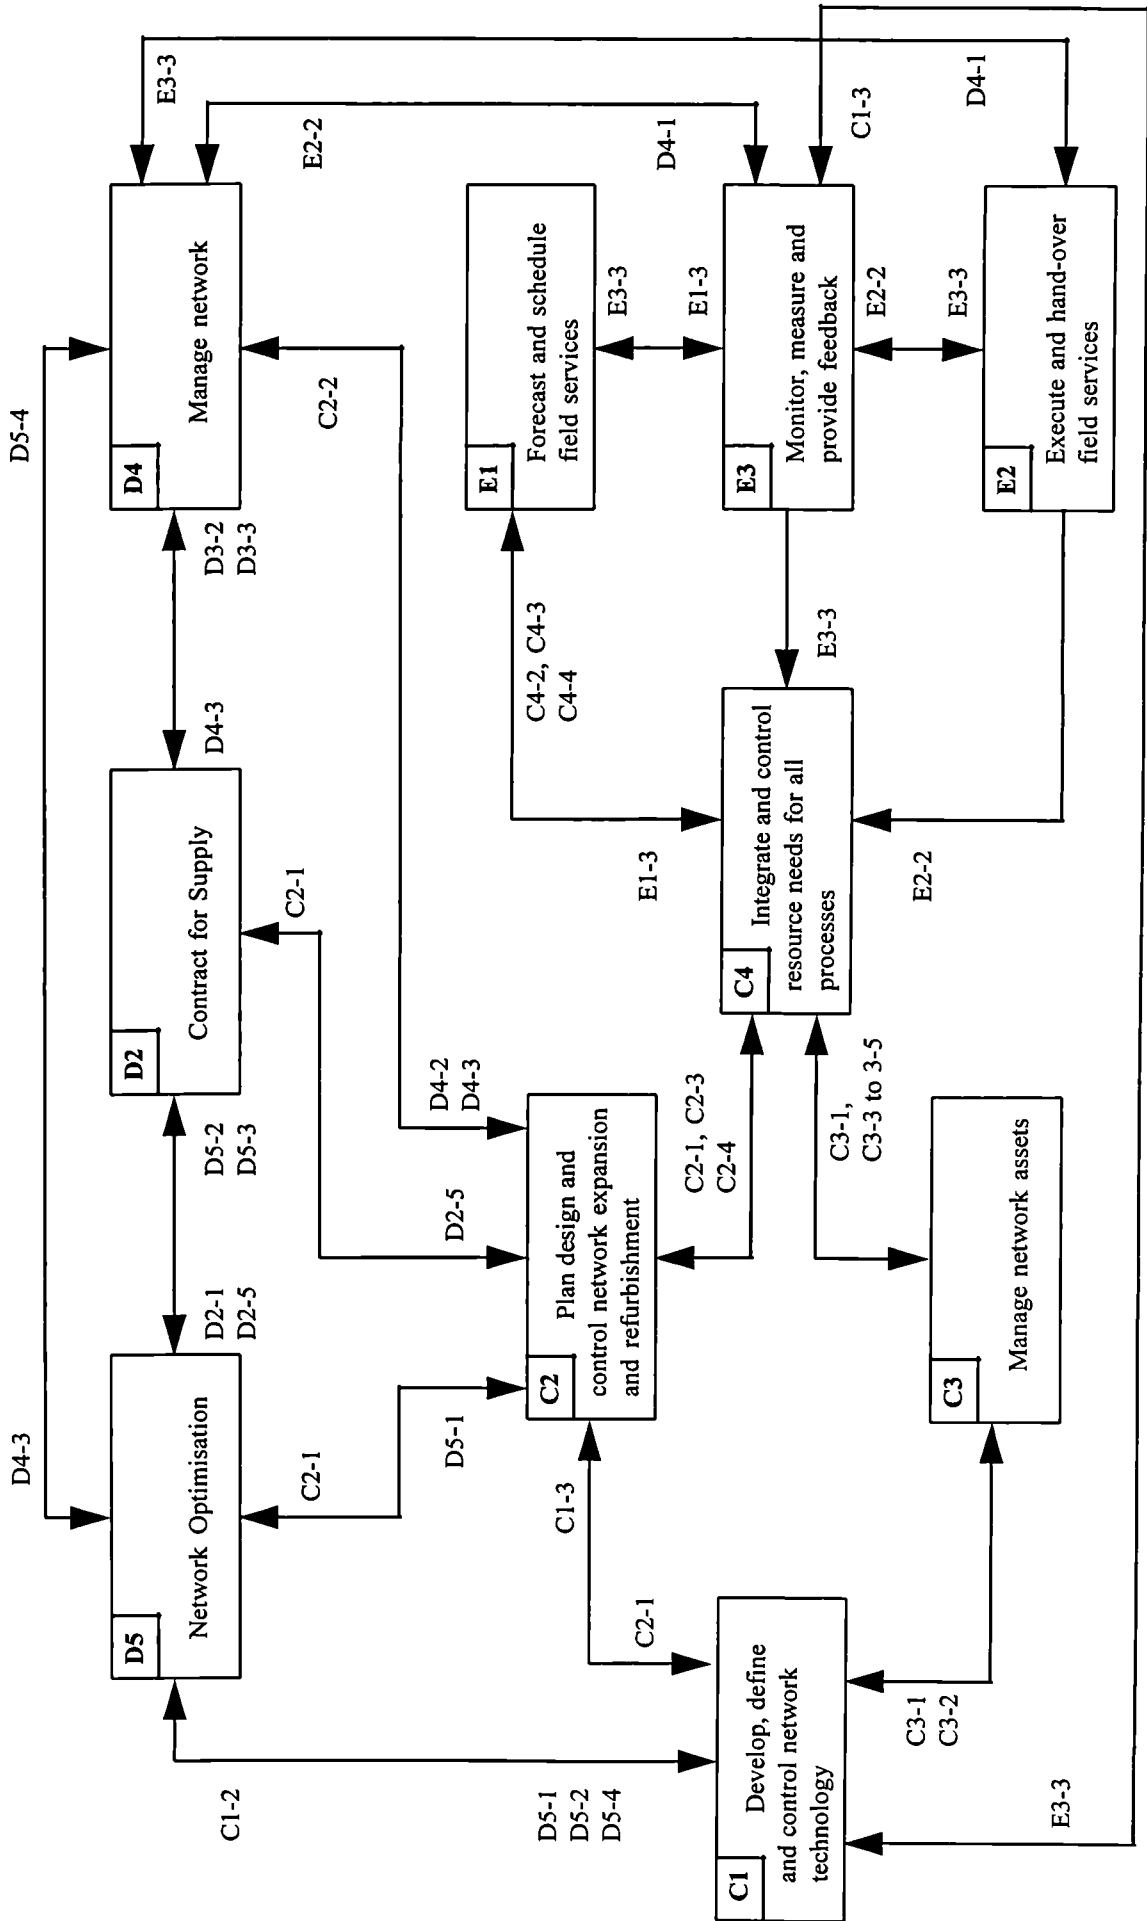 D4-3
D5-4
D5
Network Optimisation
D2-1
D2-5
D5-2
D5-3
D2
Contract for Supply
D4-3
D3-2
D3-3
D4
Manage network
E3-3
C1-2
C2-1
C2-1
C2-2
E2-2
D5-1
D2-5
D4-2
D4-3
D5-1
D5-2
D5-4
C1-3
C2
Plan design and
control network expansion
and refurbishment
C4-2, C4-3
C4-4
E1
Forecast and schedule
field services
E3-3
D4-1
C2-1
C2-1, C2-3
C2-4
E1-3
E1-3
C1
Develop, define
and control network
technology
C4
Integrate and control
resource needs for all
processes
E3-3
E3
Monitor, measure and
provide feedback
C1-3
C3-1
C3-2
C3-1,
C3-3 to 3-5
E2-2
E2-2
E3-3
D4-1
C3
Manage network assets
E2
Execute and hand-over
field services
E3-3